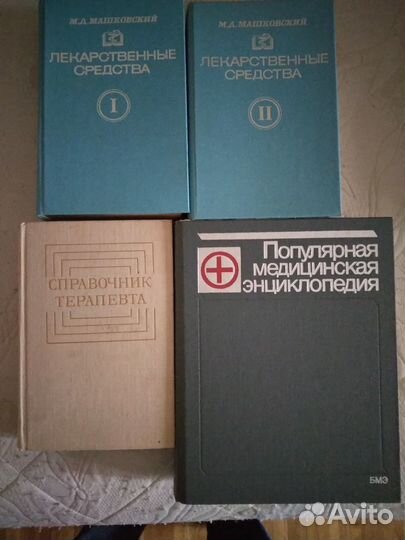 М.Д. МАШКОВСКИЙ
ЛЕКАРСТВЕННЫЕ
СРЕДСТВА
I
М.Д. МАШКОВСКИЙ
ЛЕКАРСТВЕННЫЕ
СРЕДСТВА
II
СПРАВОЧНИК
ТЕРАПЕВТА
Популярная
медицинская
энциклопедия
БМЭ
Avito